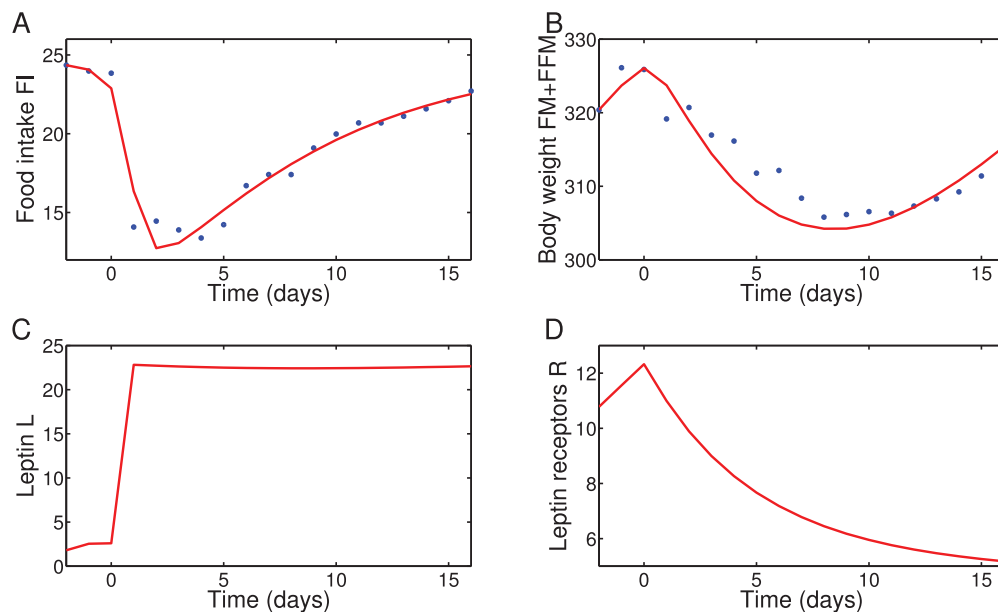 A
Food intake FI
25
20
15
0 5 10 15
Time (days)
B
Body weight FM+FFM
330
320
310
300
0 5 10 15
Time (days)
C
Leptin L
25
20
15
10
5
0
0 5 10 15
Time (days)
D
Leptin receptors R
12
10
8
6
0 5 10 15
Time (days)